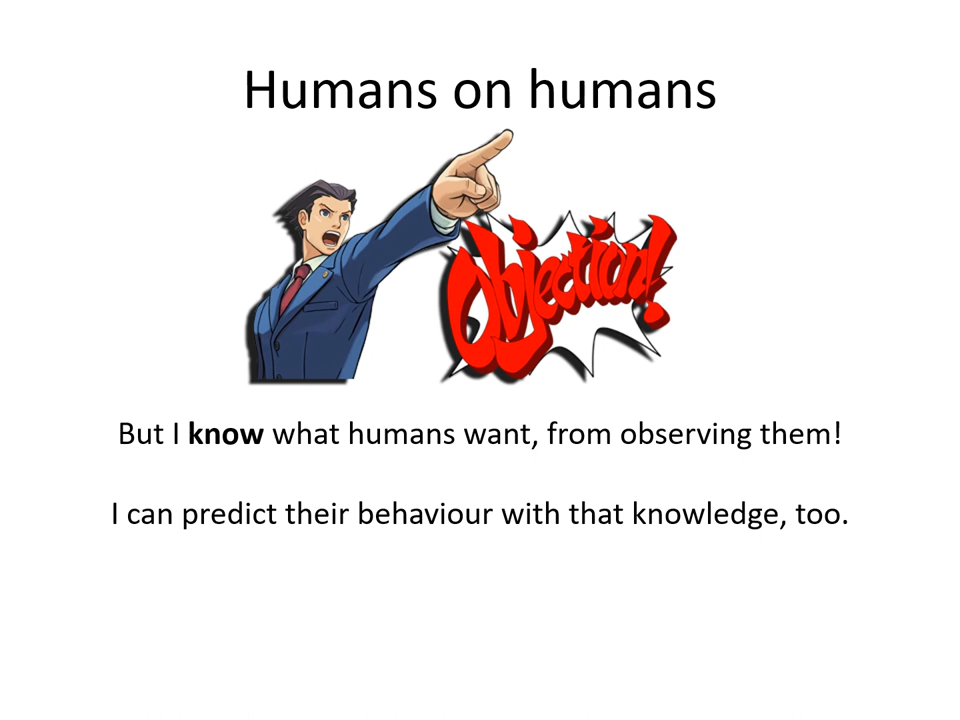 Humans on humans
Objection!
But I know what humans want, from observing them!
I can predict their behaviour with that knowledge, too.